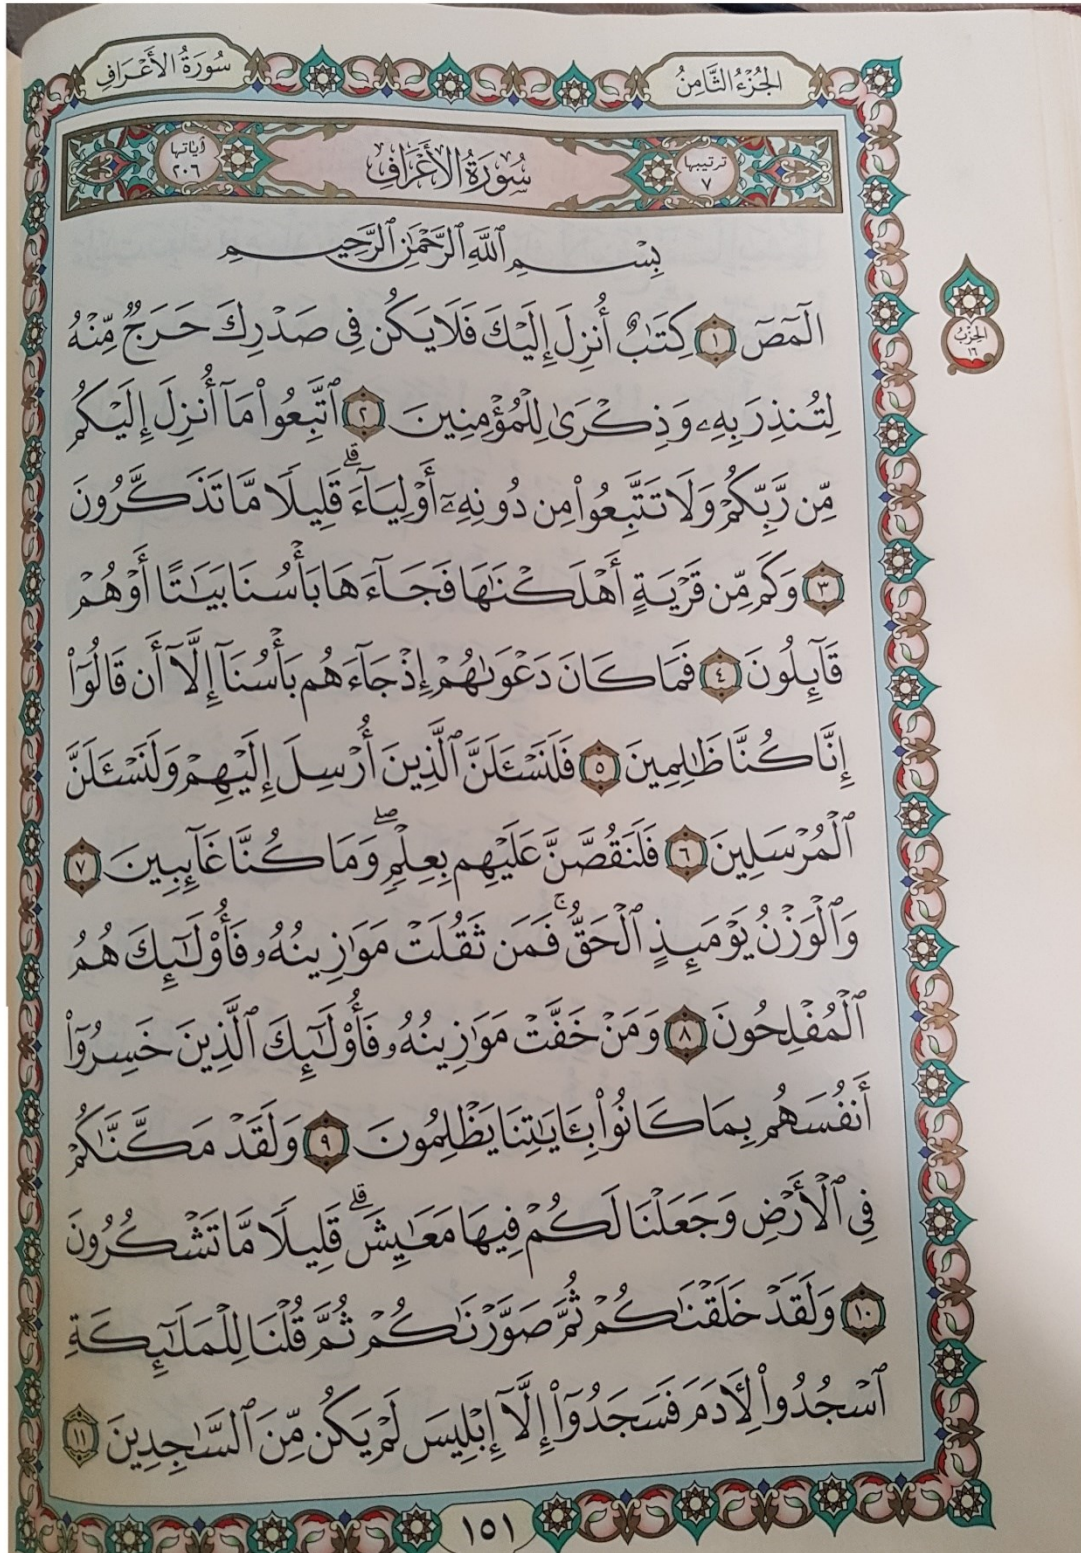 سُورَةُ الأَعْرَافِ
الجُزْءُ الثَّامِنُ
ترتيبها ٧
سُورَةُ الأَعْرَافِ
آياتها ٢٠٦
بِسْمِ ٱللَّهِ ٱلرَّحْمَٰنِ ٱلرَّحِيمِ
الٓمٓصٓ ١ كِتَٰبٌ أُنزِلَ إِلَيْكَ فَلَا يَكُن فِى صَدْرِكَ حَرَجٌ مِّنْهُ
لِتُنذِرَ بِهِۦ وَذِكْرَىٰ لِلْمُؤْمِنِينَ ٢ ٱتَّبِعُوا۟ مَآ أُنزِلَ إِلَيْكُم
مِّن رَّبِّكُمْ وَلَا تَتَّبِعُوا۟ مِن دُونِهِۦٓ أَوْلِيَآءَ ۗ قَلِيلًا مَّا تَذَكَّرُونَ
٣ وَكَم مِّن قَرْيَةٍ أَهْلَكْنَٰهَا فَجَآءَهَا بَأْسُنَا بَيَٰتًا أَوْ هُمْ
قَآئِلُونَ ٤ فَمَا كَانَ دَعْوَىٰهُمْ إِذْ جَآءَهُم بَأْسُنَآ إِلَّآ أَن قَالُوٓا۟
إِنَّا كُنَّا ظَٰلِمِينَ ٥ فَلَنَسْـَٔلَنَّ ٱلَّذِينَ أُرْسِلَ إِلَيْهِمْ وَلَنَسْـَٔلَنَّ
ٱلْمُرْسَلِينَ ٦ فَلَنَقُصَّنَّ عَلَيْهِم بِعِلْمٍ ۖ وَمَا كُنَّا غَآئِبِينَ ٧
وَٱلْوَزْنُ يَوْمَئِذٍ ٱلْحَقُّ ۚ فَمَن ثَقُلَتْ مَوَٰزِينُهُۥ فَأُو۟لَٰٓئِكَ هُمُ
ٱلْمُفْلِحُونَ ٨ وَمَنْ خَفَّتْ مَوَٰزِينُهُۥ فَأُو۟لَٰٓئِكَ ٱلَّذِينَ خَسِرُوٓا۟
أَنفُسَهُم بِمَا كَانُوا۟ بِـَٔايَٰتِنَا يَظْلِمُونَ ٩ وَلَقَدْ مَكَّنَّٰكُمْ
فِى ٱلْأَرْضِ وَجَعَلْنَا لَكُمْ فِيهَا مَعَٰيِشَ ۗ قَلِيلًا مَّا تَشْكُرُونَ
١٠ وَلَقَدْ خَلَقْنَٰكُمْ ثُمَّ صَوَّرْنَٰكُمْ ثُمَّ قُلْنَا لِلْمَلَٰٓئِكَةِ
ٱسْجُدُوا۟ لِـَٔادَمَ فَسَجَدُوٓا۟ إِلَّآ إِبْلِيسَ لَمْ يَكُن مِّنَ ٱلسَّٰجِدِينَ ١١
الحِزْبُ
١٦
١٥١